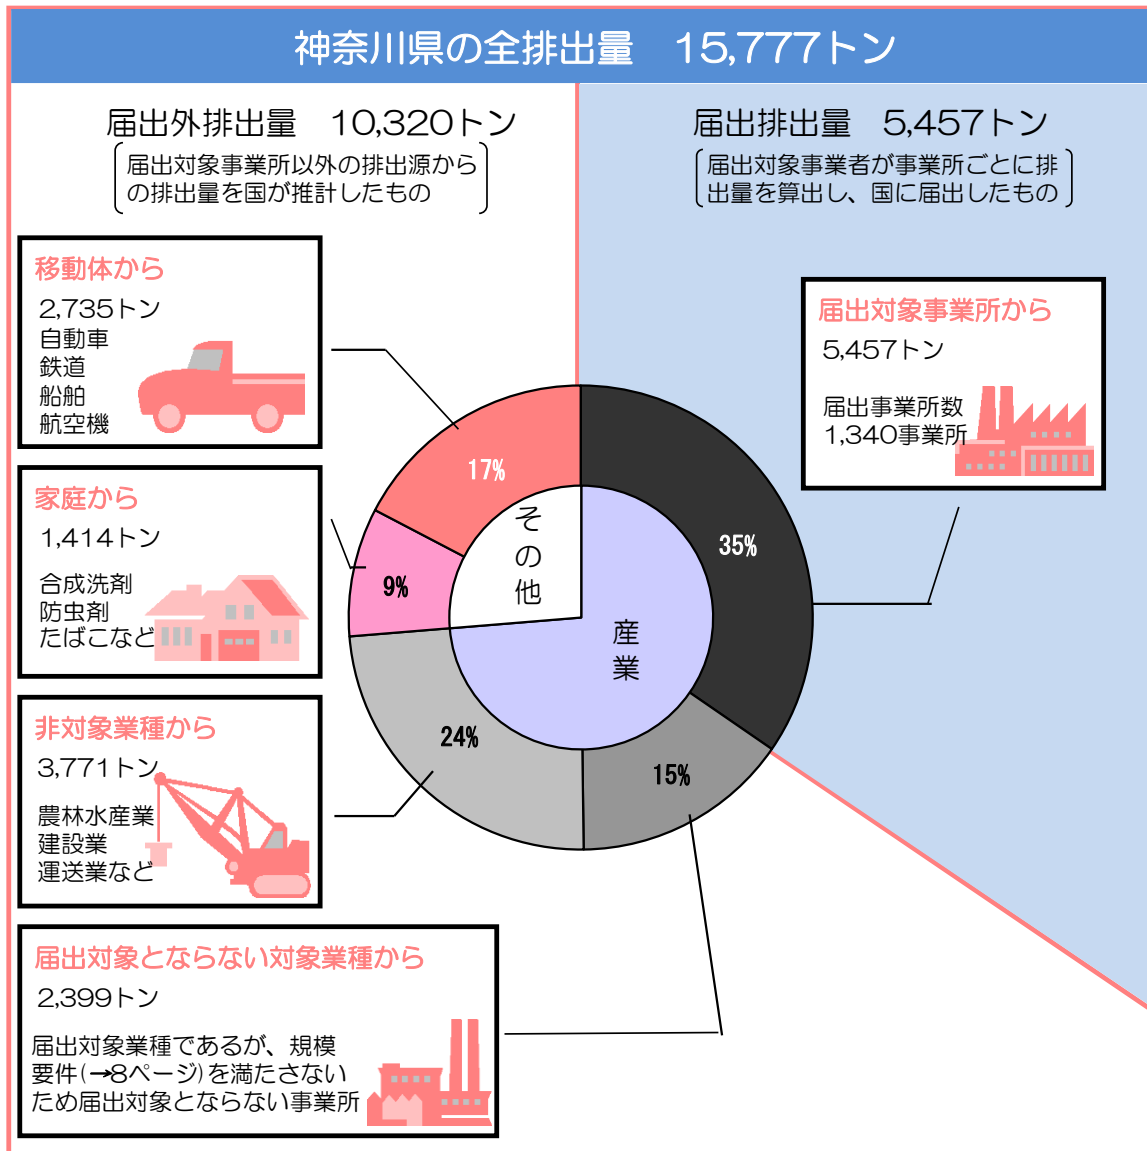 神奈川県の全排出量　15,777トン
届出外排出量　10,320トン
届出対象事業所以外の排出源から
の排出量を国が推計したもの
届出排出量　5,457トン
届出対象事業者が事業所ごとに排
出量を算出し、国に届出したもの
移動体から
2,735トン
自動車
鉄道
船舶
航空機
家庭から
1,414トン
合成洗剤
防虫剤
たばこなど
非対象業種から
3,771トン
農林水産業
建設業
運送業など
届出対象とならない対象業種から
2,399トン
届出対象業種であるが、規模
要件(→8ページ)を満たさない
ため届出対象とならない事業所
届出対象事業所から
5,457トン
届出事業所数
1,340事業所
17%
9%
24%
15%
35%
その他
産業